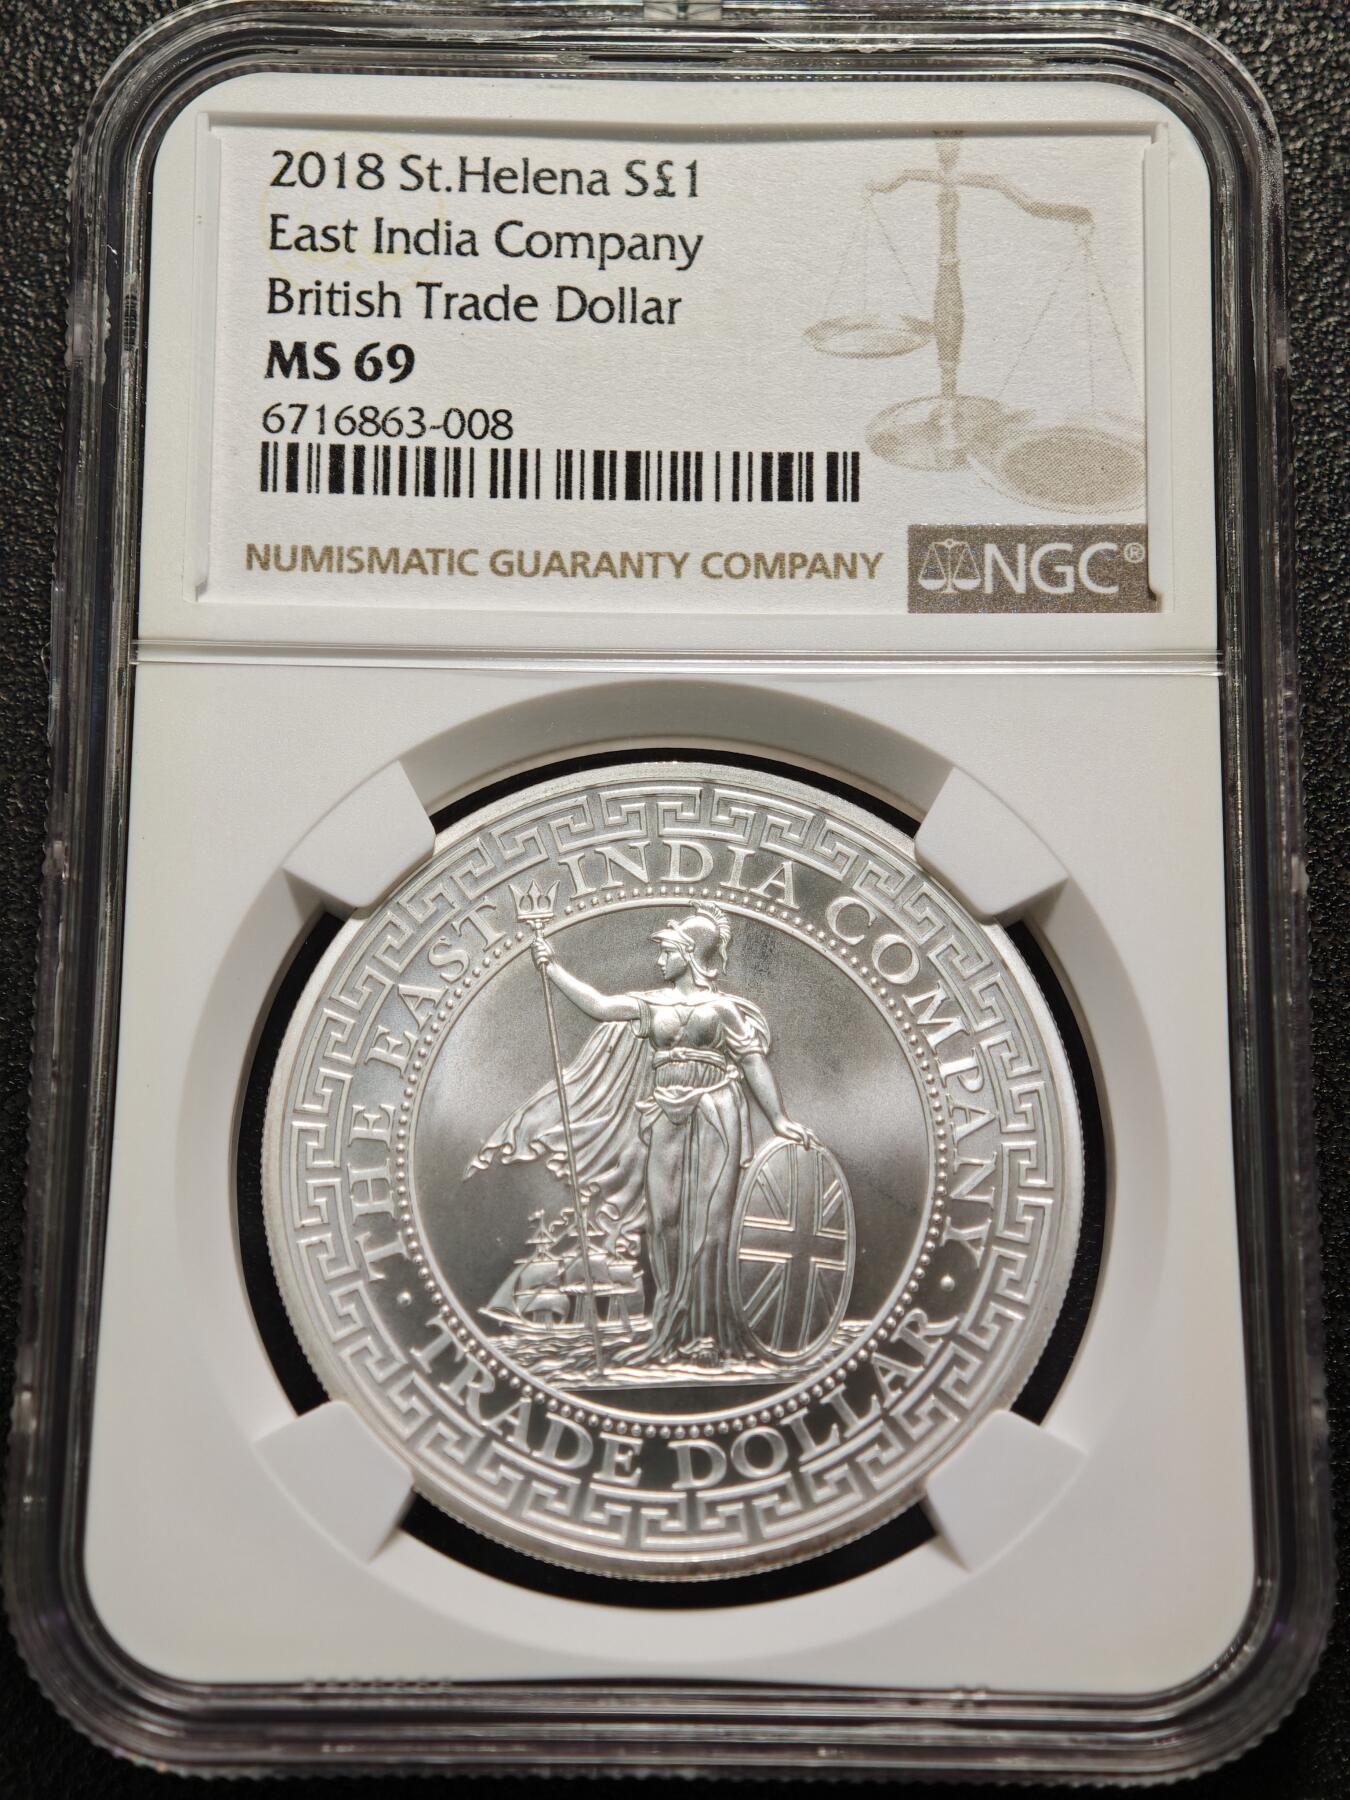 2018 St.Helena S£1
East India Company
British Trade Dollar
MS 69
6716863-008
NUMISMATIC GUARANTY COMPANY
NGC®
THE EAST INDIA COMPANY
· TRADE DOLLAR ·